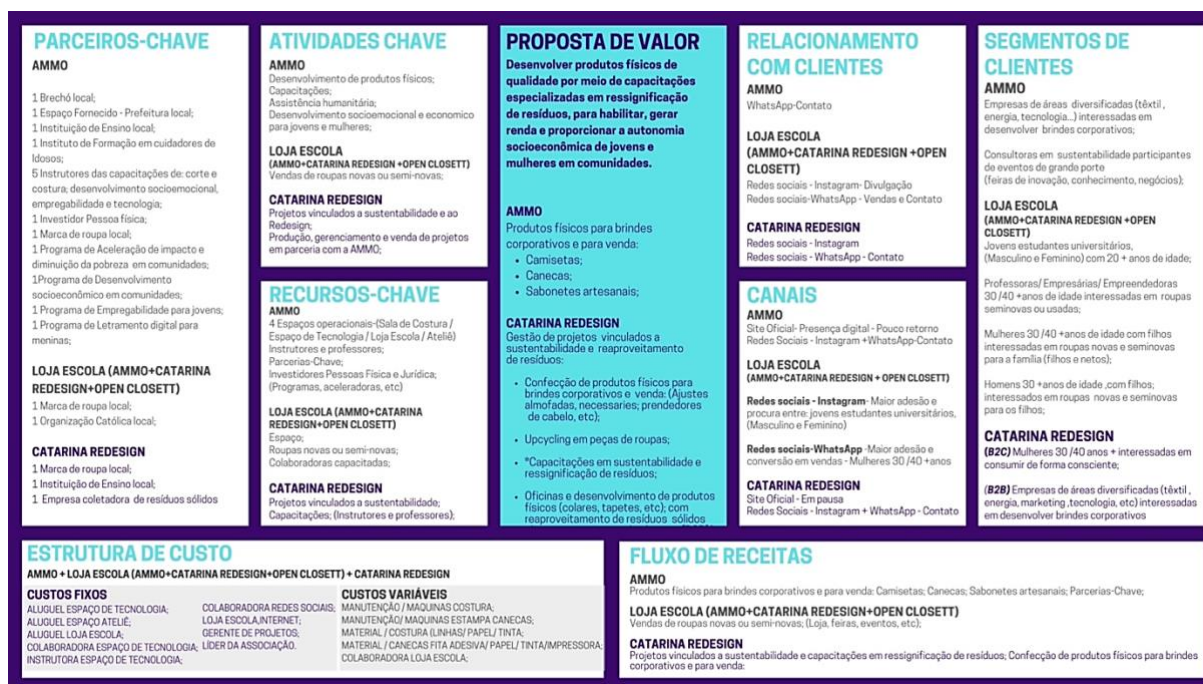 PARCEIROS-CHAVE
AMMO
1 Brechó local;
1 Espaço Fornecido - Prefeitura local;
1 Instituição de Ensino local;
1 Instituto de Formação em cuidadores de
Idosos;
5 Instrutores das capacitações de: corte e
costura; desenvolvimento socioemocional,
empregabilidade e tecnologia;
1 Investidor Pessoa física;
1 Marca de roupa local;
1 Programa de Aceleração de impacto e
diminuição da pobreza em comunidades;
1Programa de Desenvolvimento
socioeconômico em comunidades;
1 Programa de Empregabilidade para jovens;
1 Programa de Letramento digital para
meninas;
LOJA ESCOLA (AMMO+CATARINA
REDESIGN+OPEN CLOSETT)
1 Marca de roupa local;
1 Organização Católica local;
CATARINA REDESIGN
1 Marca de roupa local;
1 Instituição de Ensino local;
1 Empresa coletadora de resíduos sólidos
ATIVIDADES CHAVE
AMMO
Desenvolvimento de produtos físicos;
Capacitações;
Assistência humanitária;
Desenvolvimento socioemocional e economico
para jovens e mulheres;
LOJA ESCOLA
(AMMO+CATARINA REDESIGN +OPEN CLOSETT)
Vendas de roupas novas ou semi-novas;
CATARINA REDESIGN
Projetos vinculados a sustentabilidade e ao
Redesign;
Produção, gerenciamento e venda de projetos
em parceria com a AMMO;
RECURSOS-CHAVE
AMMO
4 Espaços operacionais-(Sala de Costura /
Espaço de Tecnologia / Loja Escola / Ateliê)
Instrutores e professores;
Parcerias-Chave;
Investidores Pessoas Física e Jurídica;
(Programas, aceleradoras, etc)
LOJA ESCOLA (AMMO+CATARINA
REDESIGN+OPEN CLOSETT)
Espaço;
Roupas novas ou semi-novas;
Colaboradoras capacitadas;
CATARINA REDESIGN
Projetos vinculados a sustentabilidade;
Capacitações; (Instrutores e professores);
PROPOSTA DE VALOR
Desenvolver produtos físicos de
qualidade por meio de capacitações
especializadas em ressignificação
de resíduos, para habilitar, gerar
renda e proporcionar a autonomia
socioeconômica de jovens e
mulheres em comunidades.
AMMO
Produtos físicos para brindes
corporativos e para venda:
• Camisetas;
• Canecas;
• Sabonetes artesanais;
CATARINA REDESIGN
Gestão de projetos vinculados a
sustentabilidade e reaproveitamento
de resíduos:
• Confecção de produtos físicos para
brindes corporativos e venda: (Ajustes
almofadas, necessaries; prendedores
de cabelo, etc);
• Upcycling em peças de roupas;
• *Capacitações em sustentabilidade e
ressignificação de resíduos;
• Oficinas e desenvolvimento de produtos
físicos (colares, tapetes, etc); com
reaproveitamento de resíduos sólidos
RELACIONAMENTO
COM CLIENTES
AMMO
WhatsApp-Contato
LOJA ESCOLA
(AMMO+CATARINA REDESIGN +OPEN
CLOSETT)
Redes sociais - Instagram- Divulgação
Redes sociais-WhatsApp - Vendas e Contato
CATARINA REDESIGN
Redes sociais - Instagram
Redes sociais - WhatsApp - Contato
CANAIS
AMMO
Site Oficial- Presença digital - Pouco retorno
Redes Sociais - Instagram +WhatsApp-Contato
LOJA ESCOLA
(AMMO+CATARINA REDESIGN + OPEN CLOSETT)
Redes sociais - Instagram- Maior adesão e
procura entre: jovens estudantes universitários,
(Masculino e Feminino)
Redes sociais-WhatsApp -Maior adesão e
conversão em vendas - Mulheres 30 /40 +anos
CATARINA REDESIGN
Site Oficial - Em pausa
Redes Sociais - Instagram + WhatsApp - Contato
SEGMENTOS DE
CLIENTES
AMMO
Empresas de áreas diversificadas (têxtil ,
energia, tecnologia...) interessadas em
desenvolver brindes corporativos;
Consultoras em sustentabilidade participantes
de eventos de grande porte
(feiras de inovação, conhecimento, negócios);
LOJA ESCOLA
(AMMO+CATARINA REDESIGN +OPEN
CLOSETT)
Jovens estudantes universitários,
(Masculino e Feminino) com 20 + anos de idade;
Professoras/ Empresárias/ Empreendedoras
30 /40 +anos de idade interessadas em roupas
seminovas ou usadas;
Mulheres 30 /40 +anos de idade com filhos
interessadas em roupas novas e seminovas
para a família (filhos e netos);
Homens 30 +anos de idade ,com filhos;
interessados em roupas novas e seminovas
para os filhos;
CATARINA REDESIGN
(B2C) Mulheres 30 /40 anos + interessadas em
consumir de forma consciente;
(B2B) Empresas de áreas diversificadas (têxtil ,
energia, marketing ,tecnologia, etc) interessadas
em desenvolver brindes corporativos
ESTRUTURA DE CUSTO
AMMO + LOJA ESCOLA (AMMO+CATARINA REDESIGN+OPEN CLOSETT) + CATARINA REDESIGN
CUSTOS FIXOS
ALUGUEL ESPAÇO DE TECNOLOGIA;
ALUGUEL ESPAÇO ATELIÊ;
ALUGUEL LOJA ESCOLA;
COLABORADORA ESPAÇO DE TECNOLOGIA;
INSTRUTORA ESPAÇO DE TECNOLOGIA;
COLABORADORA REDES SOCIAIS;
LOJA ESCOLA,INTERNET;
GERENTE DE PROJETOS;
LÍDER DA ASSOCIAÇÃO.
CUSTOS VARIÁVEIS
MANUTENÇÃO / MAQUINAS COSTURA;
MANUTENÇÃO/ MAQUINAS ESTAMPA CANECAS;
MATERIAL / COSTURA (LINHAS/ PAPEL/ TINTA;
MATERIAL / CANECAS FITA ADESIVA/ PAPEL/ TINTA/IMPRESSORA;
COLABORADORA LOJA ESCOLA;
FLUXO DE RECEITAS
AMMO
Produtos físicos para brindes corporativos e para venda: Camisetas; Canecas; Sabonetes artesanais; Parcerias-Chave;
LOJA ESCOLA (AMMO+CATARINA REDESIGN+OPEN CLOSETT)
Vendas de roupas novas ou semi-novas; (Loja, feiras, eventos, etc);
CATARINA REDESIGN
Projetos vinculados a sustentabilidade e capacitações em ressignificação de resíduos; Confecção de produtos físicos para brindes
corporativos e para venda: